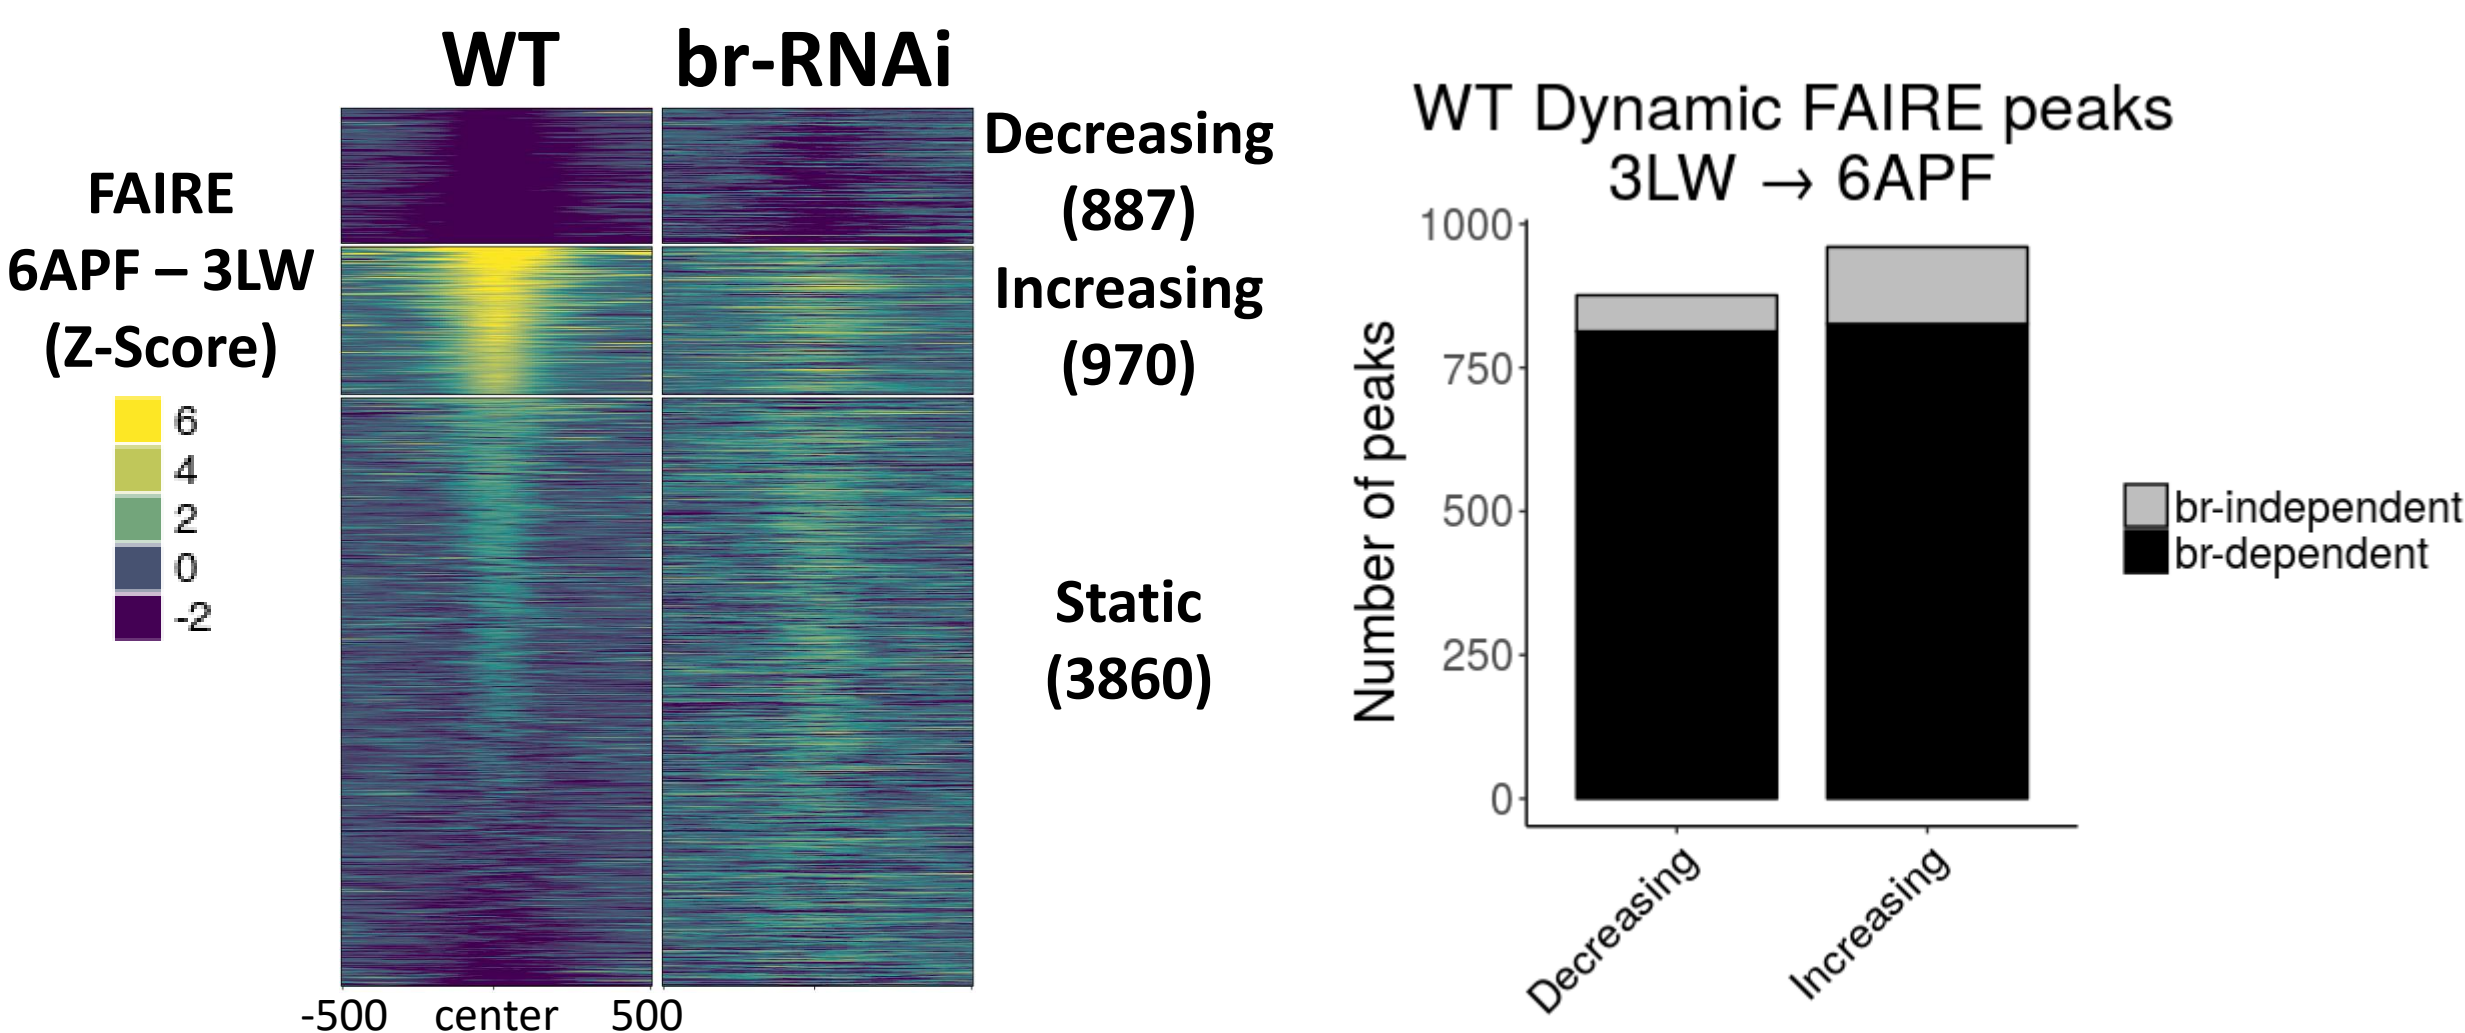 WT
br-RNAi
FAIRE
6APF – 3LW
(Z-Score)
6
4
2
0
-2
Decreasing
(887)
Increasing
(970)
Static
(3860)
-500
center
500
WT Dynamic FAIRE peaks
3LW → 6APF
Number of peaks
1000
750
500
250
0
Decreasing
Increasing
br-independent
br-dependent